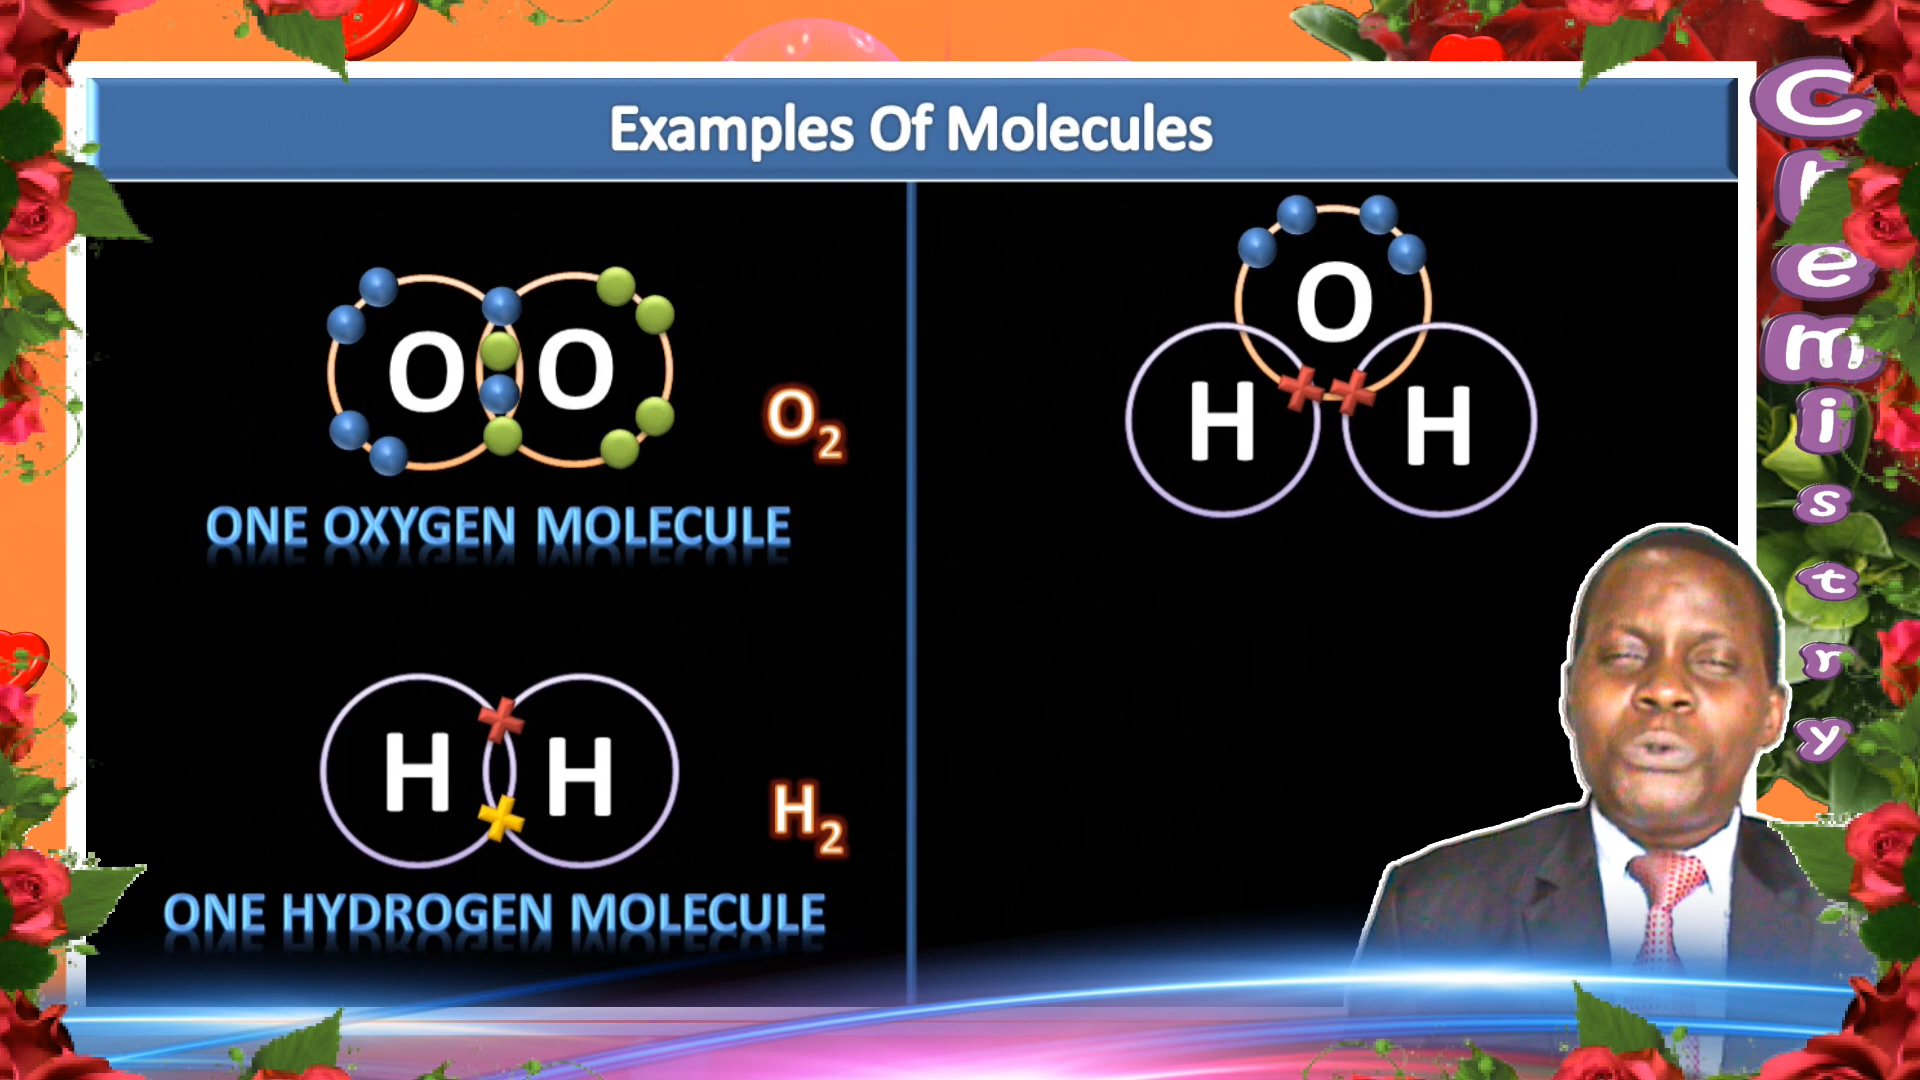 Examples Of Molecules
O O
O₂
ONE OXYGEN MOLECULE
H H
H₂
ONE HYDROGEN MOLECULE
O
H H
Chemistry